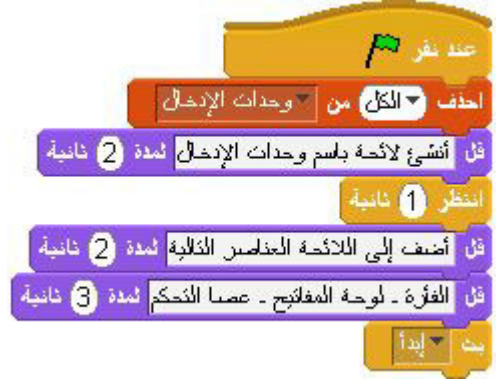 عند نقر
احذف الكل من وحدات الإدخال
قل أنشئ لائحة باسم وحدات الإدخال لمدة 2 ثانية
انتظر 1 ثانية
قل أضف إلى اللائحة العناصر التالية لمدة 2 ثانية
قل الفأرة - لوحة المفاتيح - عصا التحكم لمدة 3 ثانية
بث إبدأ